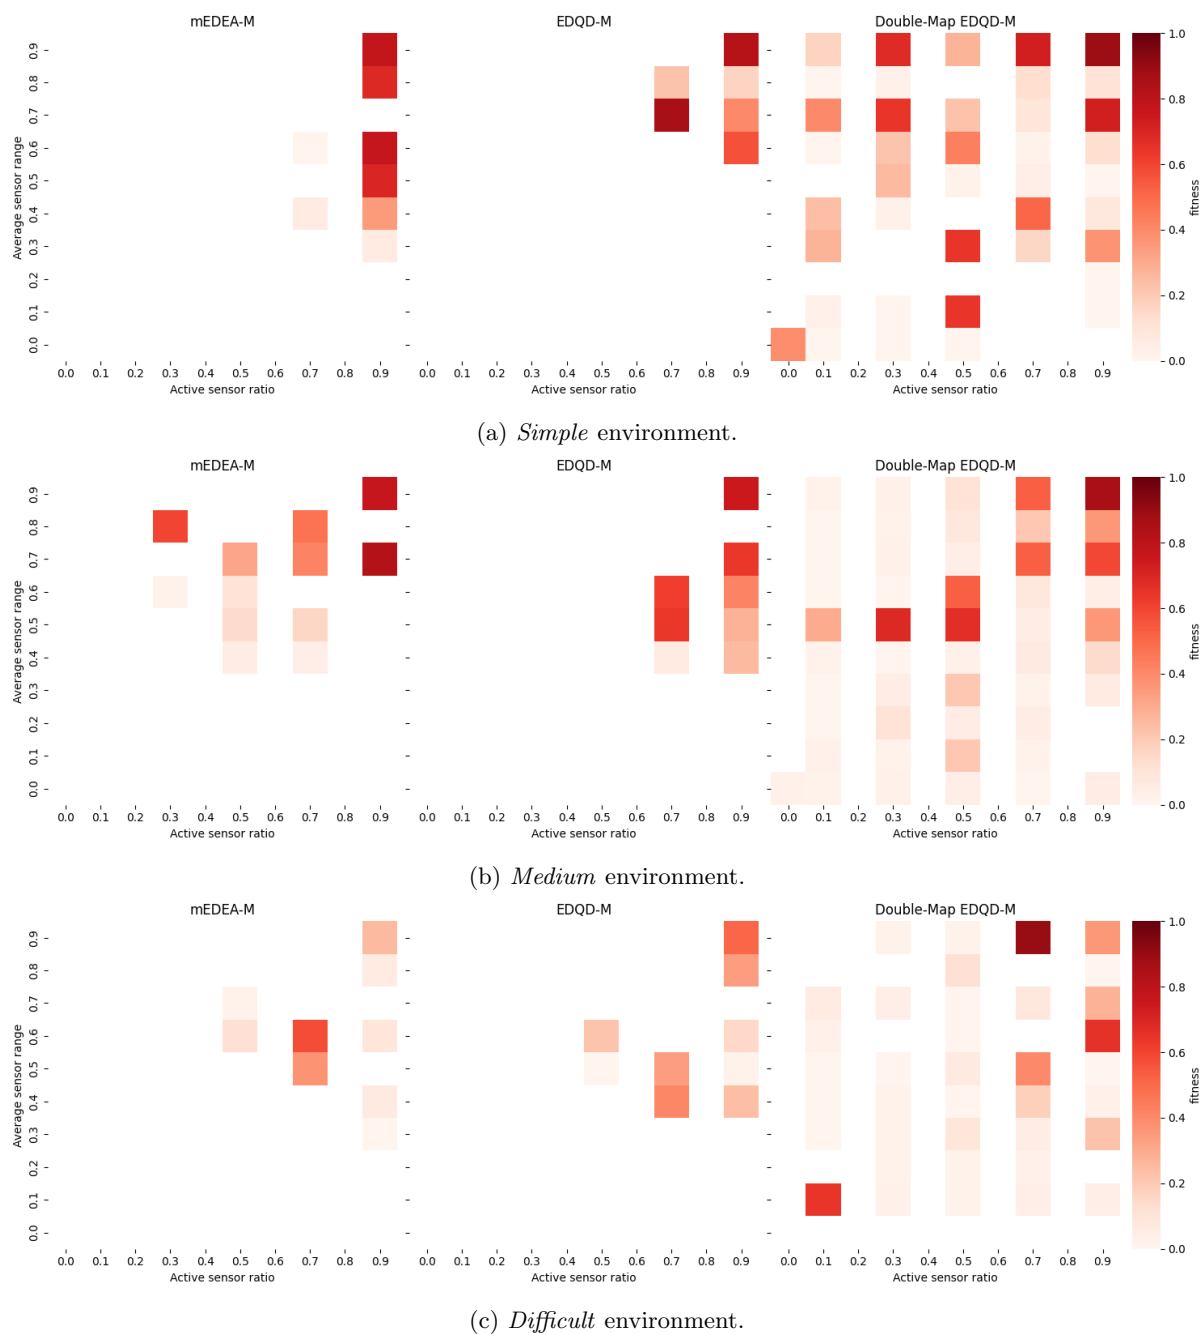 mEDEA-M EDQD-M Double-Map EDQD-M
Average sensor range
0.9
0.8
0.7
0.6
0.5
0.4
0.3
0.2
0.1
0.0
0.0 0.1 0.2 0.3 0.4 0.5 0.6 0.7 0.8 0.9
Active sensor ratio
0.0 0.1 0.2 0.3 0.4 0.5 0.6 0.7 0.8 0.9
Active sensor ratio
0.0 0.1 0.2 0.3 0.4 0.5 0.6 0.7 0.8 0.9
Active sensor ratio
1.0
0.8
0.6
0.4
0.2
0.0
fitness
(a) Simple environment.
mEDEA-M EDQD-M Double-Map EDQD-M
Average sensor range
0.9
0.8
0.7
0.6
0.5
0.4
0.3
0.2
0.1
0.0
0.0 0.1 0.2 0.3 0.4 0.5 0.6 0.7 0.8 0.9
Active sensor ratio
0.0 0.1 0.2 0.3 0.4 0.5 0.6 0.7 0.8 0.9
Active sensor ratio
0.0 0.1 0.2 0.3 0.4 0.5 0.6 0.7 0.8 0.9
Active sensor ratio
1.0
0.8
0.6
0.4
0.2
0.0
fitness
(b) Medium environment.
mEDEA-M EDQD-M Double-Map EDQD-M
Average sensor range
0.9
0.8
0.7
0.6
0.5
0.4
0.3
0.2
0.1
0.0
0.0 0.1 0.2 0.3 0.4 0.5 0.6 0.7 0.8 0.9
Active sensor ratio
0.0 0.1 0.2 0.3 0.4 0.5 0.6 0.7 0.8 0.9
Active sensor ratio
0.0 0.1 0.2 0.3 0.4 0.5 0.6 0.7 0.8 0.9
Active sensor ratio
1.0
0.8
0.6
0.4
0.2
0.0
fitness
(c) Difficult environment.